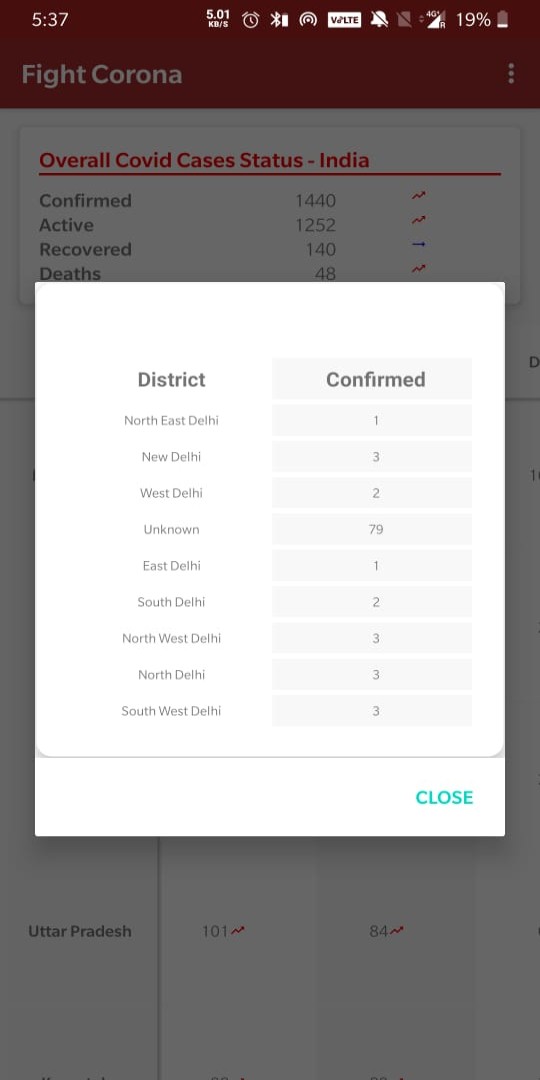 5:37 5.01 KB/S VoLTE 4G+ R 19%
Fight Corona
Overall Covid Cases Status - India
Confirmed 1440
Active 1252
Recovered 140
Deaths 48
D
District Confirmed
North East Delhi 1
New Delhi 3
West Delhi 2
Unknown 79
East Delhi 1
South Delhi 2
North West Delhi 3
North Delhi 3
South West Delhi 3
CLOSE
Uttar Pradesh 101 84